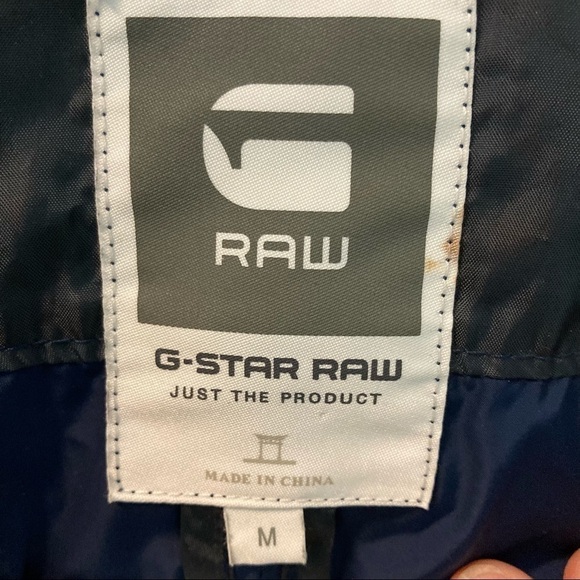 RAW
G-STAR RAW
JUST THE PRODUCT
MADE IN CHINA
M